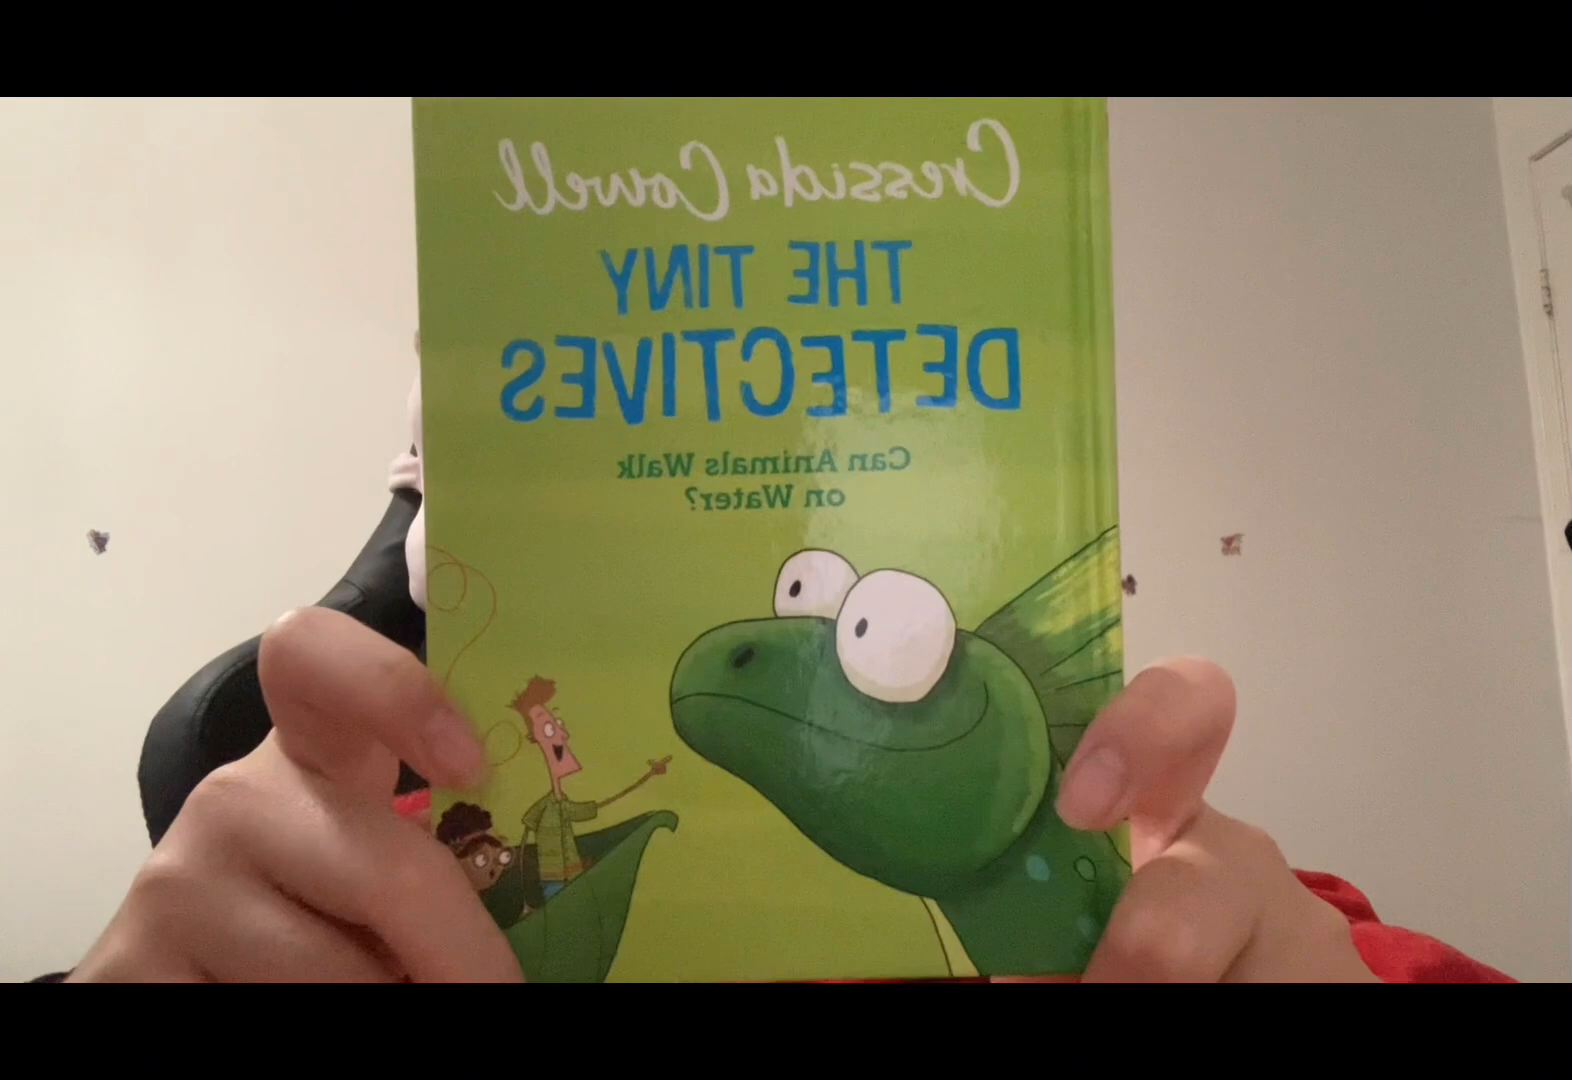 Cressida Cowell
THE TINY
DETECTIVES
Can Animals Walk
on Water?